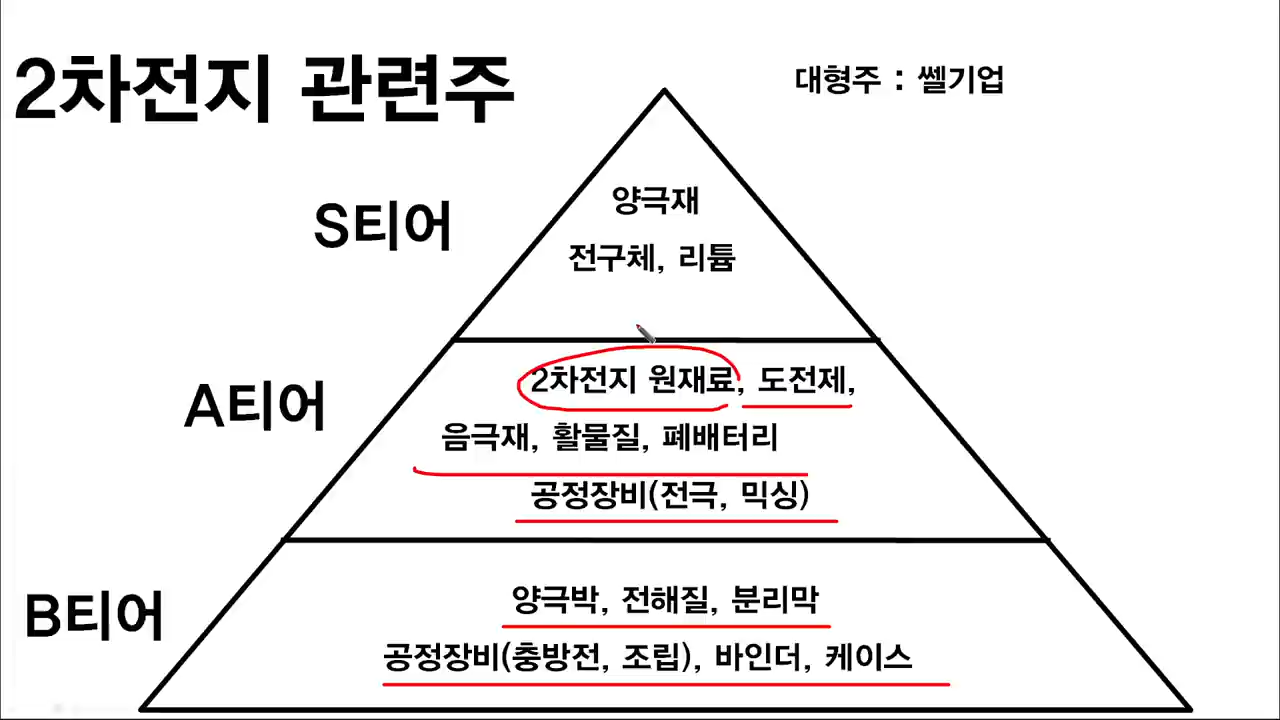 2차전지 관련주
대형주 : 쎌기업
S티어
양극재
전구체, 리튬
A티어
2차전지 원재료, 도전제,
음극재, 활물질, 폐배터리
공정장비(전극, 믹싱)
B티어
양극박, 전해질, 분리막
공정장비(충방전, 조립), 바인더, 케이스